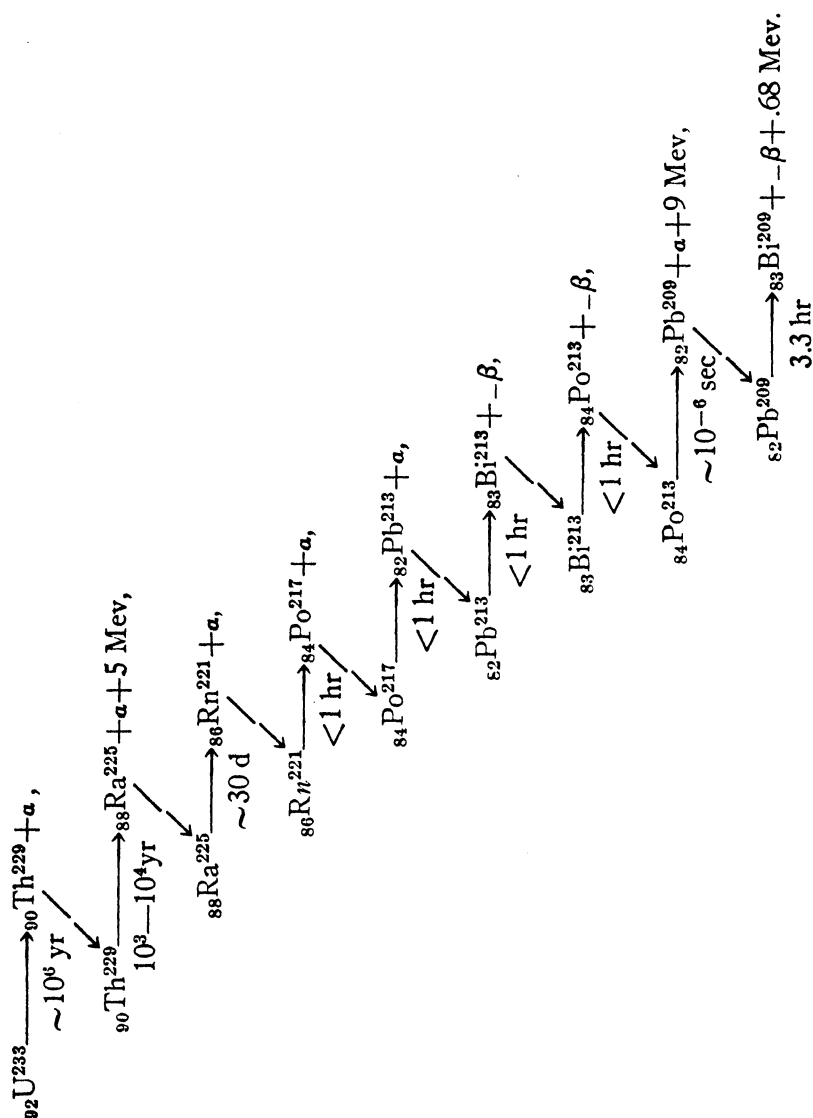 ₉₂U²³³ → ₉₀Th²²⁹+α,
~10⁶ yr
₉₀Th²²⁹ → ₈₈Ra²²⁵+α+5 Mev,
10³—10⁴yr
₈₈Ra²²⁵ → ₈₆Rn²²¹+α,
~30 d
₈₆Rn²²¹ → ₈₄Po²¹⁷+α,
<1 hr
₈₄Po²¹⁷ → ₈₂Pb²¹³+α,
<1 hr
₈₂Pb²¹³ → ₈₃Bi²¹³+₋β,
<1 hr
₈₃Bi²¹³ → ₈₄Po²¹³+₋β,
<1 hr
₈₄Po²¹³ → ₈₂Pb²⁰⁹+α+9 Mev,
~10⁻⁶ sec
₈₂Pb²⁰⁹ → ₈₃Bi²⁰⁹+₋β+.68 Mev.
3.3 hr